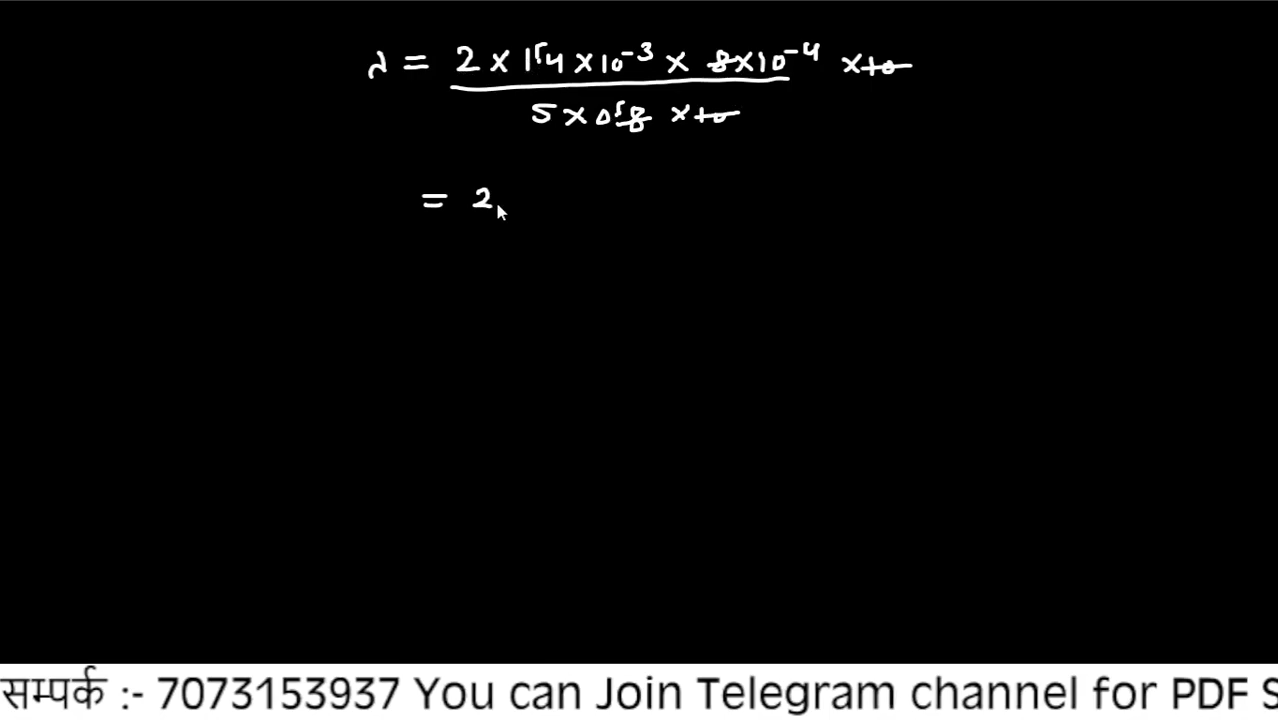 λ = 2 × 1.4 × 10⁻³ × 8 × 10⁻⁴ × 10
5 × 0.8 × 10
= 2
सम्पर्क :- 7073153937 You can Join Telegram channel for PDF S